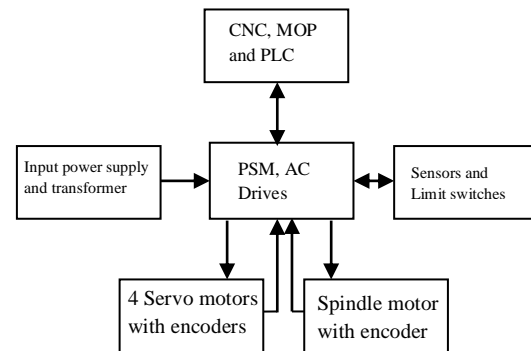 CNC, MOP
and PLC
Input power supply
and transformer
PSM, AC
Drives
Sensors and
Limit switches
4 Servo motors
with encoders
Spindle motor
with encoder